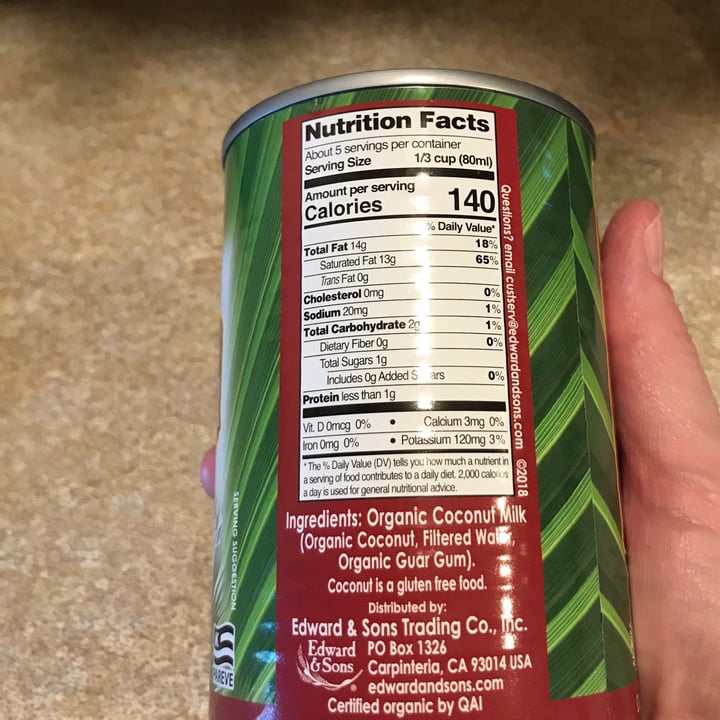 Nutrition Facts
About 5 servings per container
Serving Size 1/3 cup (80ml)
Amount per serving
Calories 140
% Daily Value*
Total Fat 14g 18%
Saturated Fat 13g 65%
Trans Fat 0g
Cholesterol 0mg 0%
Sodium 20mg 1%
Total Carbohydrate 2g 1%
Dietary Fiber 0g 0%
Total Sugars 1g
Includes 0g Added Sugars 0%
Protein less than 1g
Vit. D 0mcg 0% • Calcium 3mg 0%
Iron 0mg 0% • Potassium 120mg 3%
*The % Daily Value (DV) tells you how much a nutrient in
a serving of food contributes to a daily diet. 2,000 calories
a day is used for general nutritional advice.
Questions? email custserv@edwardandsons.com ©2018
Ingredients: Organic Coconut Milk
(Organic Coconut, Filtered Water,
Organic Guar Gum).
Coconut is a gluten free food.
Distributed by:
Edward & Sons Trading Co., Inc.
Edward
& Sons
®
PO Box 1326
Carpinteria, CA 93014 USA
edwardandsons.com
Certified organic by QAI
SERVING SUGGESTION